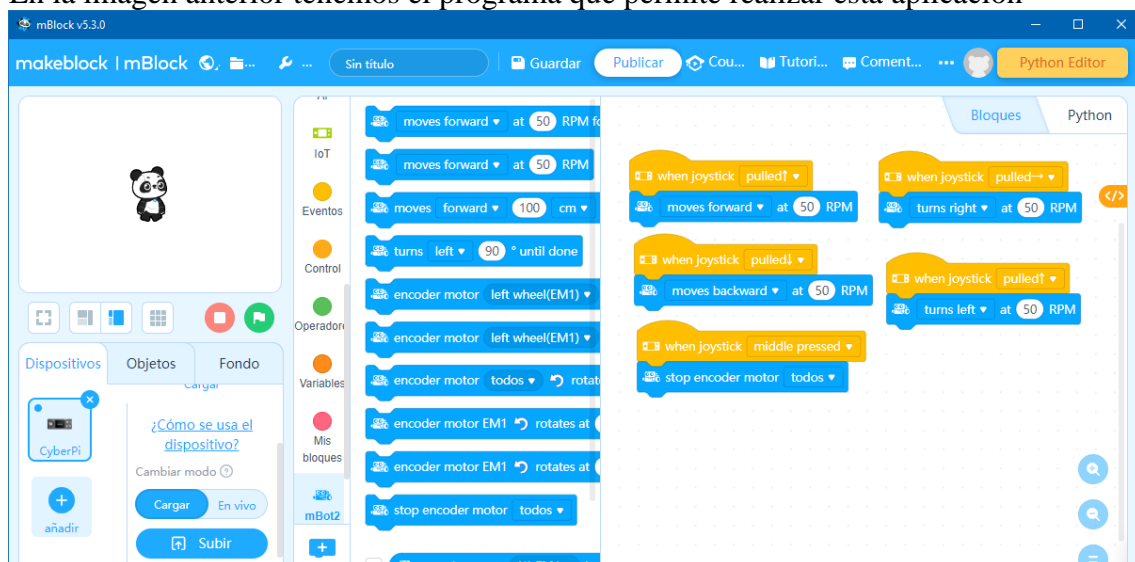 En la imagen anterior tenemos el programa que permite realizar esta aplicación
mBlock v5.3.0
makeblock | mBlock
...
Sin título
Guardar
Publicar
Cou...
Tutori...
Coment...
...
Python Editor
IoT
Eventos
Control
Operadore
Variables
Mis
bloques
mBot2
moves forward ▾ at 50 RPM fo
moves forward ▾ at 50 RPM
moves forward ▾ 100 cm ▾
turns left ▾ 90 ° until done
encoder motor left wheel(EM1) ▾
encoder motor left wheel(EM1) ▾
encoder motor todos ▾ rotat
encoder motor EM1 rotates at
encoder motor EM1 rotates at
stop encoder motor todos ▾
Bloques
Python
when joystick pulled↑ ▾
moves forward ▾ at 50 RPM
when joystick pulled→ ▾
turns right ▾ at 50 RPM
</>
when joystick pulled↓ ▾
moves backward ▾ at 50 RPM
when joystick pulled↑ ▾
turns left ▾ at 50 RPM
when joystick middle pressed ▾
stop encoder motor todos ▾
Dispositivos
Objetos
Fondo
Cargar
CyberPi
añadir
¿Cómo se usa el
dispositivo?
Cambiar modo
Cargar
En vivo
Subir